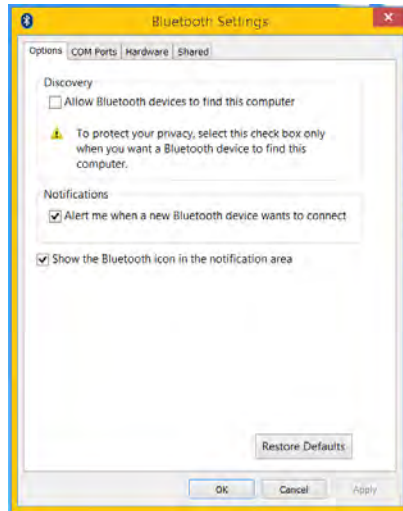 Bluetooth Settings
Options COM Ports Hardware Shared
Discovery
Allow Bluetooth devices to find this computer
To protect your privacy, select this check box only
when you want a Bluetooth device to find this
computer.
Notifications
Alert me when a new Bluetooth device wants to connect
Show the Bluetooth icon in the notification area
Restore Defaults
OK Cancel Apply